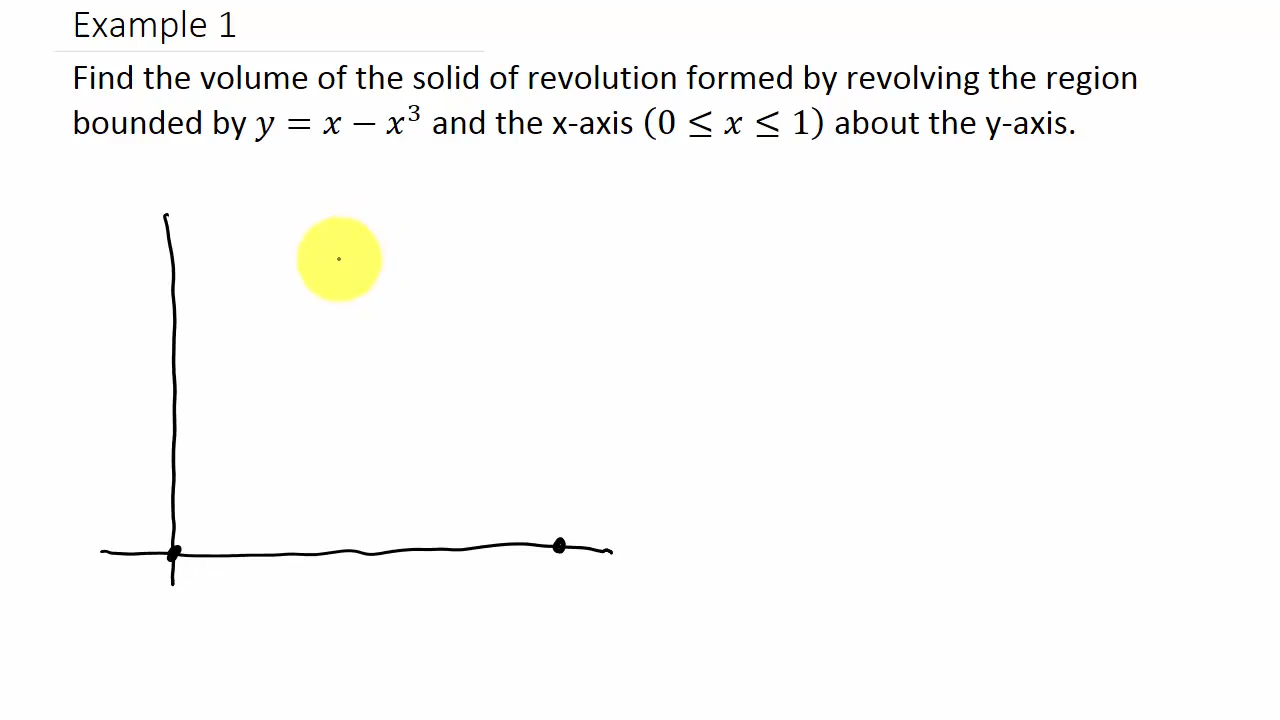 Example 1
Find the volume of the solid of revolution formed by revolving the region
bounded by y = x − x³ and the x-axis (0 ≤ x ≤ 1) about the y-axis.